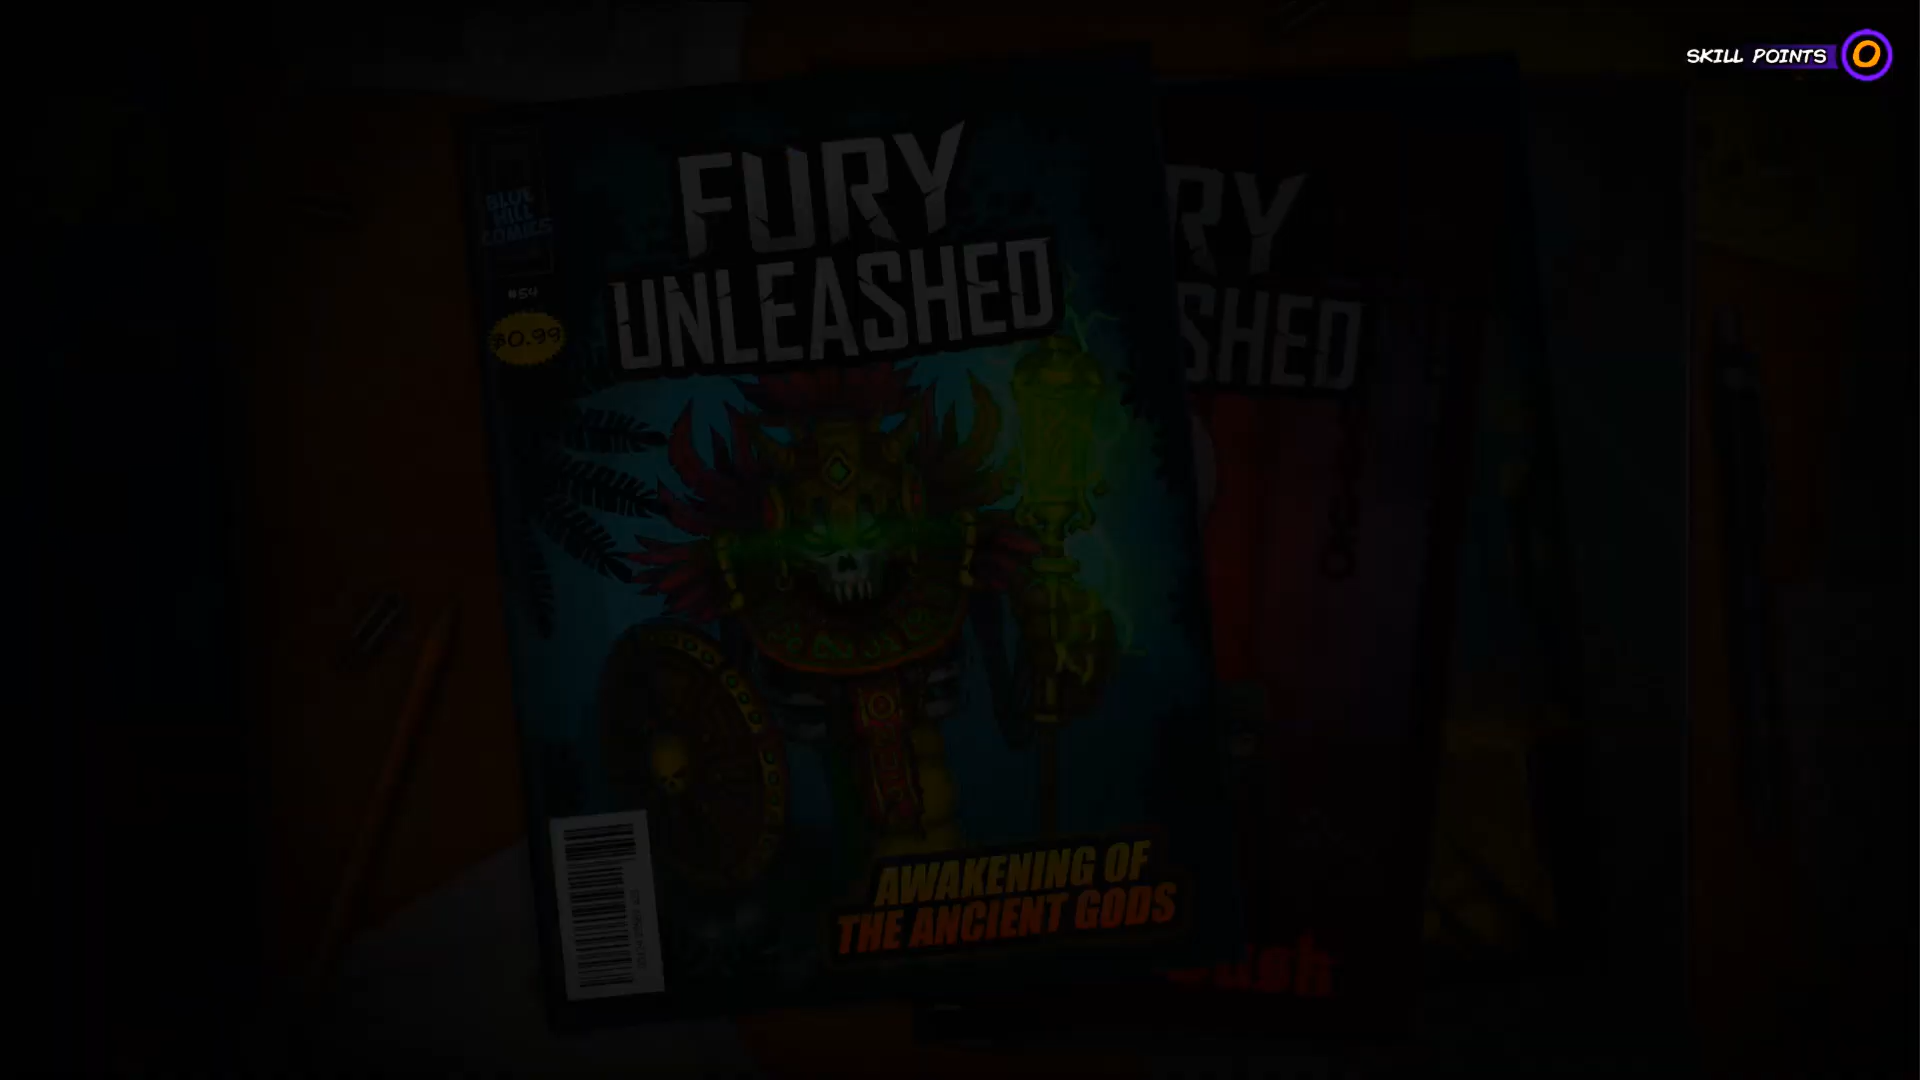 SKILL POINTS 0
BLUE
HILL
COMICS
#54
$0.99
FURY
UNLEASHED
RY
SHED
AWAKENING OF
THE ANCIENT GODS